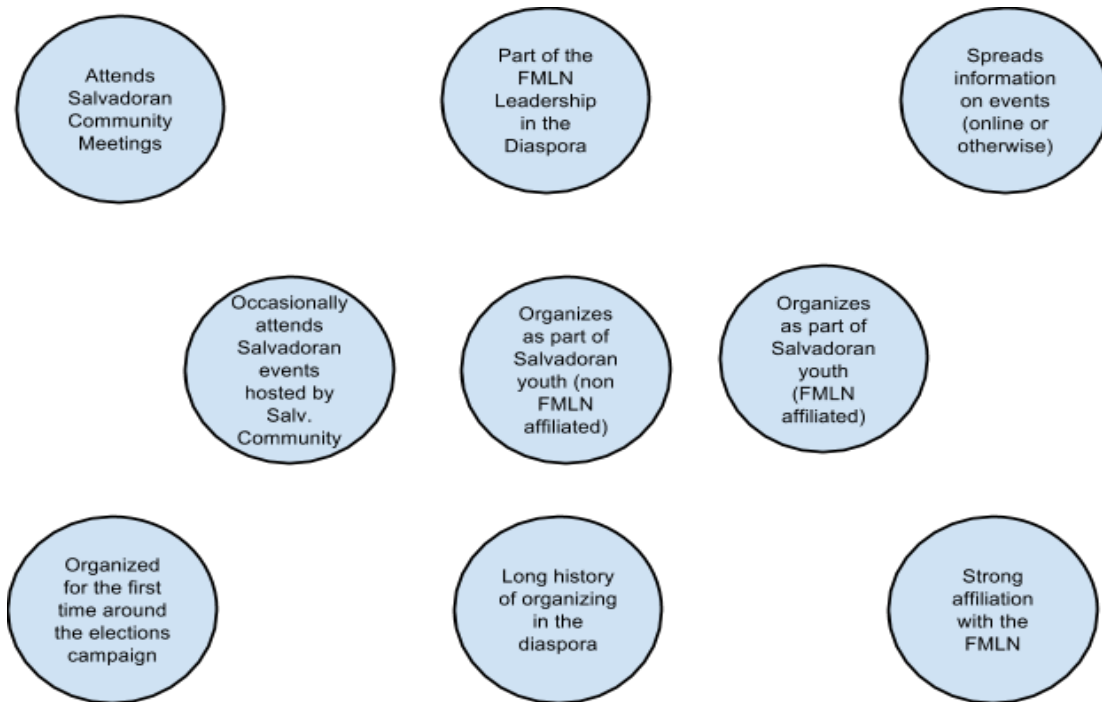 Attends
Salvadoran
Community
Meetings
Part of the
FMLN
Leadership
in the
Diaspora
Spreads
information
on events
(online or
otherwise)
Occasionally
attends
Salvadoran
events
hosted by
Salv.
Community
Organizes
as part of
Salvadoran
youth (non
FMLN
affiliated)
Organizes
as part of
Salvadoran
youth
(FMLN
affiliated)
Organized
for the first
time around
the elections
campaign
Long history
of organizing
in the
diaspora
Strong
affiliation
with the
FMLN